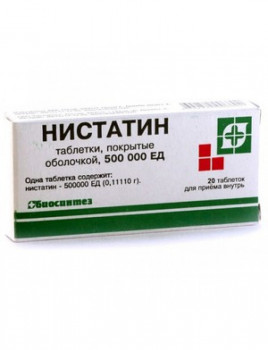 НИСТАТИН
таблетки, покрытые
оболочкой, 500 000 ЕД
Одна таблетка содержит:
нистатин - 500000 ЕД (0,11110 г).
20 таблеток
для приёма внутрь
биосинтез